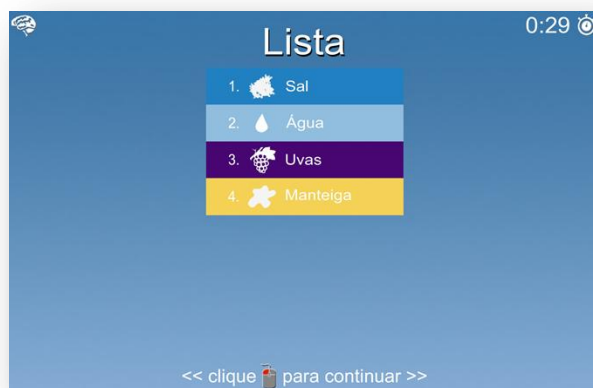 0:29
Lista
1. Sal
2. Água
3. Uvas
4. Manteiga
<< clique para continuar >>